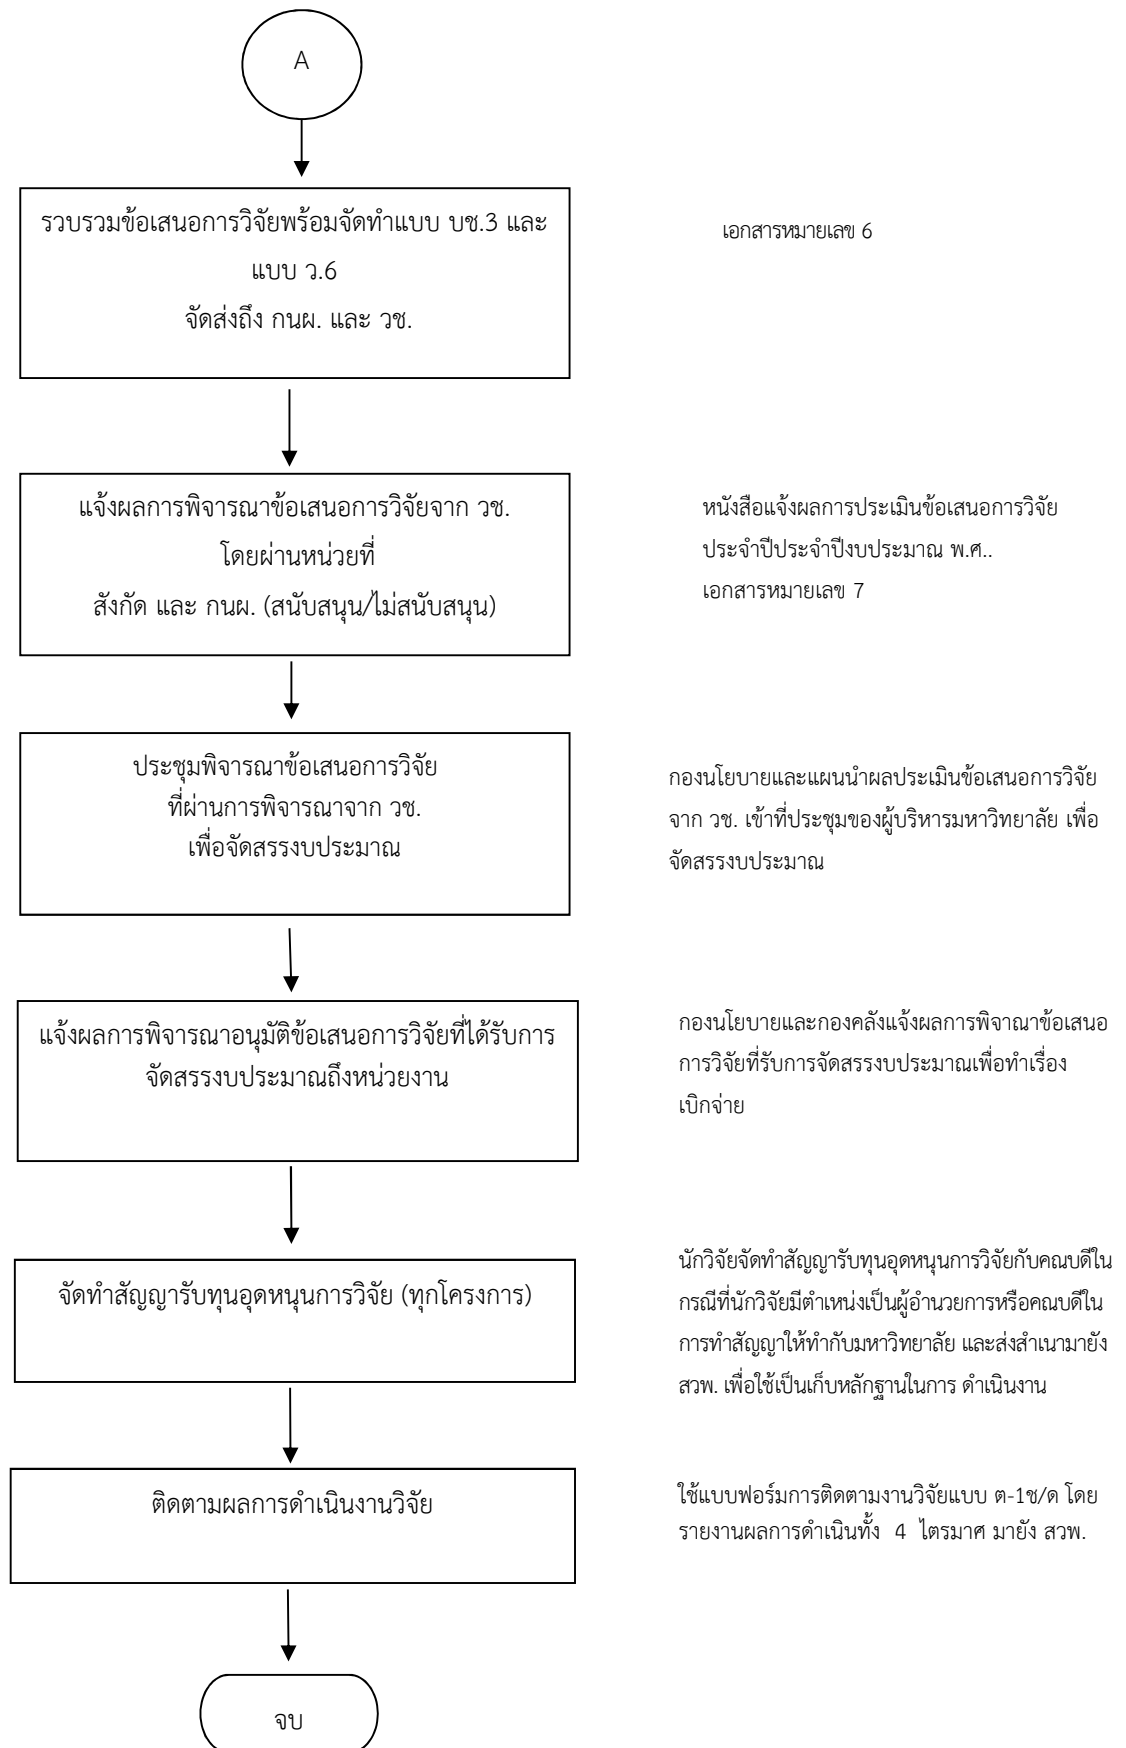 A
รวบรวมข้อเสนอการวิจัยพร้อมจัดทำแบบ บช.3 และ
แบบ ว.6
จัดส่งถึง กนผ. และ วช.
เอกสารหมายเลข 6
แจ้งผลการพิจารณาข้อเสนอการวิจัยจาก วช.
โดยผ่านหน่วยที่
สังกัด และ กนผ. (สนับสนุน/ไม่สนับสนุน)
หนังสือแจ้งผลการประเมินข้อเสนอการวิจัย
ประจำปีประจำปีงบประมาณ พ.ศ..
เอกสารหมายเลข 7
ประชุมพิจารณาข้อเสนอการวิจัย
ที่ผ่านการพิจารณาจาก วช.
เพื่อจัดสรรงบประมาณ
กองนโยบายและแผนนำผลประเมินข้อเสนอการวิจัย
จาก วช. เข้าที่ประชุมของผู้บริหารมหาวิทยาลัย เพื่อ
จัดสรรงบประมาณ
แจ้งผลการพิจารณาอนุมัติข้อเสนอการวิจัยที่ได้รับการ
จัดสรรงบประมาณถึงหน่วยงาน
กองนโยบายและกองคลังแจ้งผลการพิจาณาข้อเสนอ
การวิจัยที่รับการจัดสรรงบประมาณเพื่อทำเรื่อง
เบิกจ่าย
จัดทำสัญญารับทุนอุดหนุนการวิจัย (ทุกโครงการ)
นักวิจัยจัดทำสัญญารับทุนอุดหนุนการวิจัยกับคณบดีใน
กรณีที่นักวิจัยมีตำแหน่งเป็นผู้อำนวยการหรือคณบดีใน
การทำสัญญาให้ทำกับมหาวิทยาลัย และส่งสำเนามายัง
สวพ. เพื่อใช้เป็นเก็บหลักฐานในการ ดำเนินงาน
ติดตามผลการดำเนินงานวิจัย
ใช้แบบฟอร์มการติดตามงานวิจัยแบบ ต-1ช/ด โดย
รายงานผลการดำเนินทั้ง 4 ไตรมาศ มายัง สวพ.
จบ